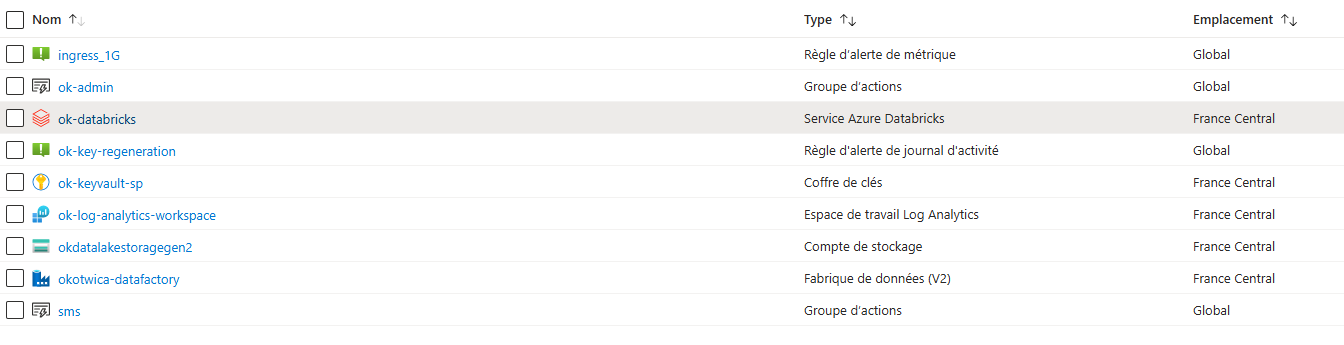 Nom ↑↓ Type ↑↓ Emplacement ↑↓
ingress_1G Règle d'alerte de métrique Global
ok-admin Groupe d'actions Global
ok-databricks Service Azure Databricks France Central
ok-key-regeneration Règle d'alerte de journal d'activité Global
ok-keyvault-sp Coffre de clés France Central
ok-log-analytics-workspace Espace de travail Log Analytics France Central
okdatalakestoragegen2 Compte de stockage France Central
okotwica-datafactory Fabrique de données (V2) France Central
sms Groupe d'actions Global